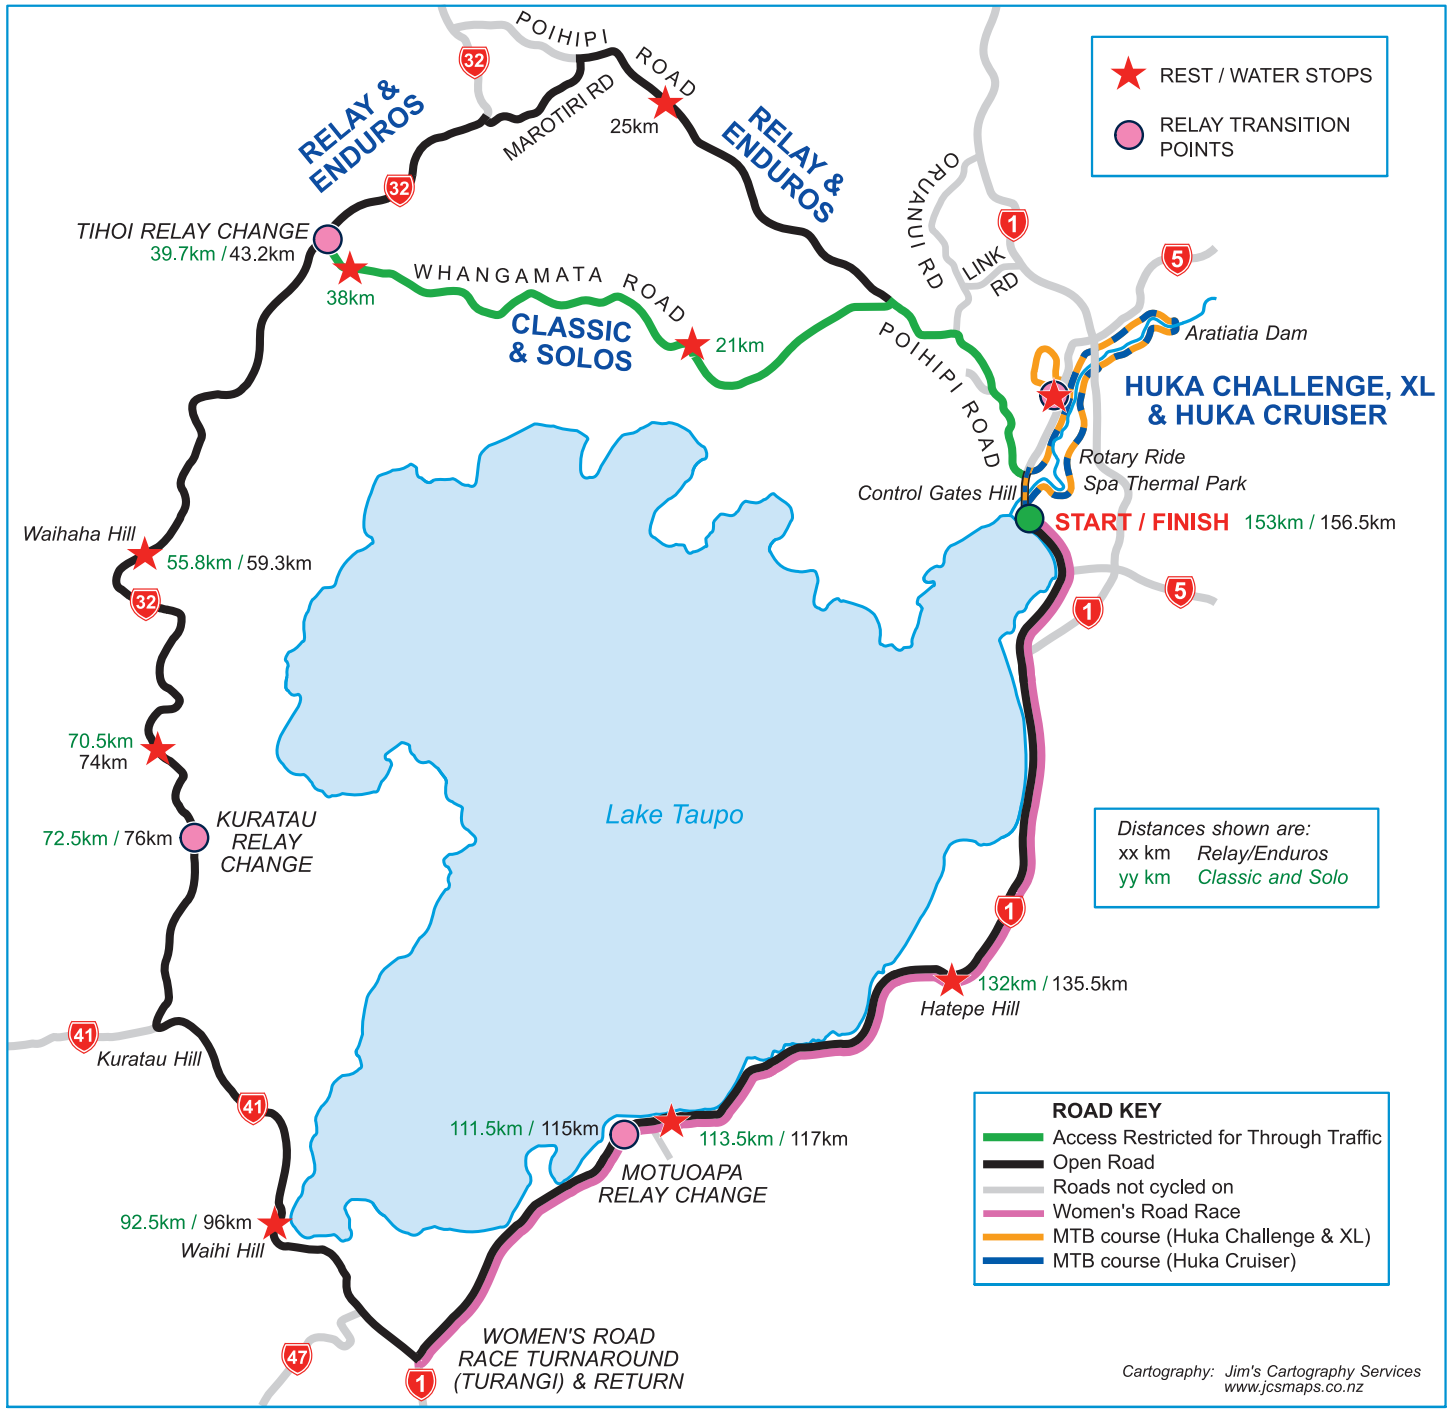 POIHIPI ROAD
32
RELAY &
ENDUROS
MAROTIRI RD
25km
RELAY &
ENDUROS
REST / WATER STOPS
RELAY TRANSITION
POINTS
32
TIHOI RELAY CHANGE
39.7km / 43.2km
38km
WHANGAMATA ROAD
CLASSIC
& SOLOS
21km
ORUANUI RD
LINK
RD
1
5
Aratiatia Dam
POIHIPI ROAD
HUKA CHALLENGE, XL
& HUKA CRUISER
Rotary Ride
Spa Thermal Park
Control Gates Hill
START / FINISH 153km / 156.5km
Waihaha Hill
55.8km / 59.3km
32
5
1
70.5km
74km
KURATAU
RELAY
CHANGE
72.5km / 76km
Lake Taupo
Distances shown are:
xx km Relay/Enduros
yy km Classic and Solo
1
132km / 135.5km
Hatepe Hill
41
Kuratau Hill
41
111.5km / 115km
113.5km / 117km
MOTUOAPA
RELAY CHANGE
92.5km / 96km
Waihi Hill
ROAD KEY
Access Restricted for Through Traffic
Open Road
Roads not cycled on
Women's Road Race
MTB course (Huka Challenge & XL)
MTB course (Huka Cruiser)
47
1
WOMEN'S ROAD
RACE TURNAROUND
(TURANGI) & RETURN
Cartography: Jim's Cartography Services
www.jcsmaps.co.nz